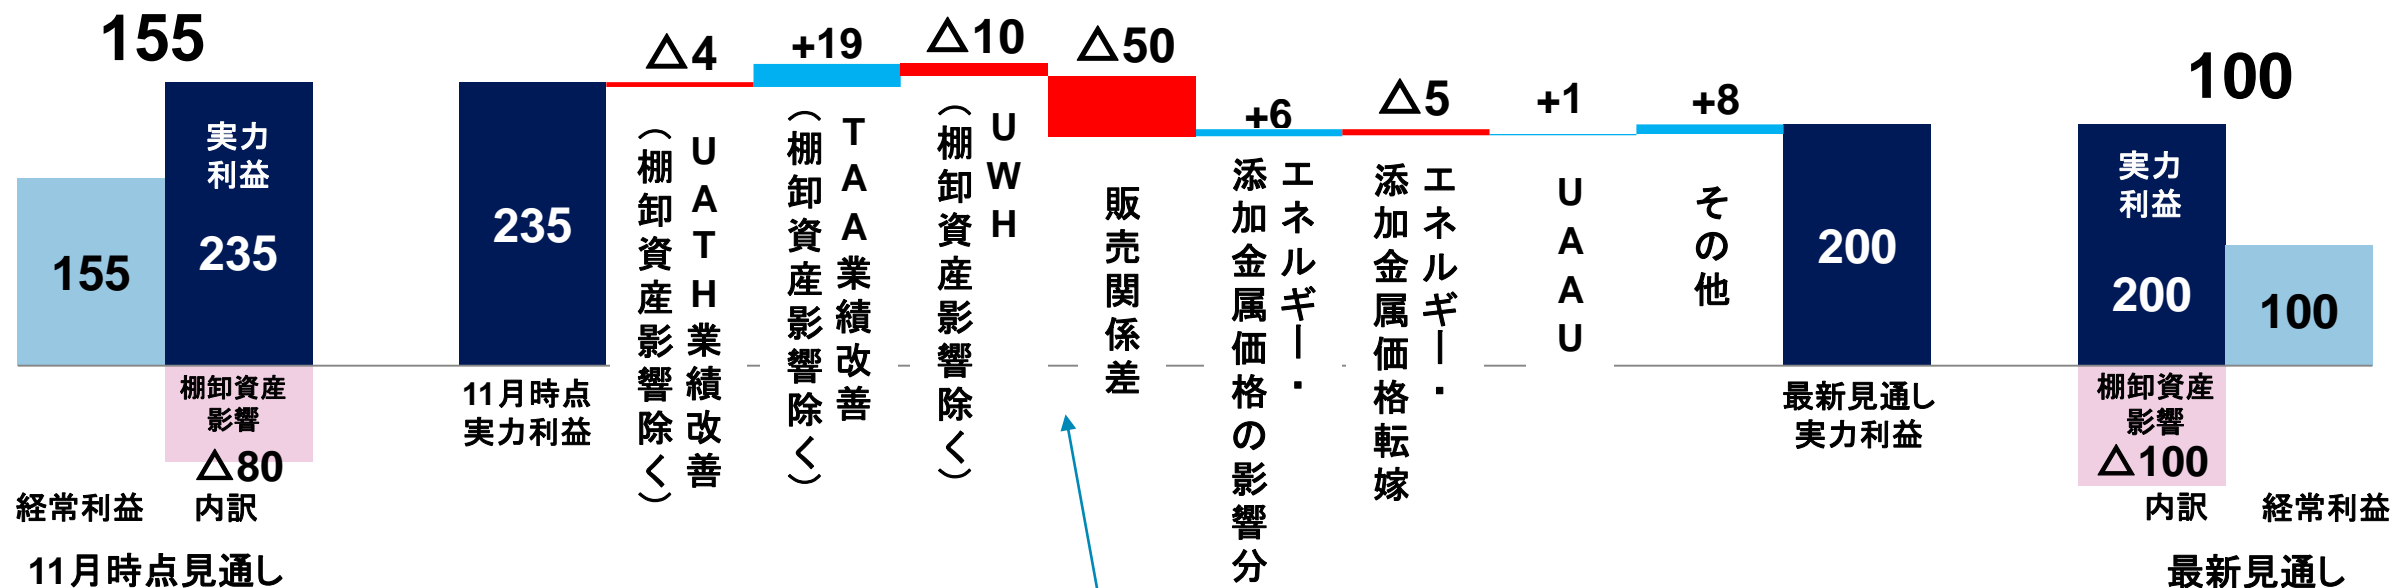 155
155
経常利益
実力
利益
235
棚卸資産
影響
△80
内訳
11月時点見通し
235
11月時点
実力利益
△4
UATH業績改善
（棚卸資産影響除く）
+19
TAA業績改善
（棚卸資産影響除く）
△10
UWH
（棚卸資産影響除く）
△50
販売関係差
+6
エネルギー・
添加金属価格の影響分
△5
エネルギー・
添加金属価格転嫁
+1
UAAU
+8
その他
200
最新見通し
実力利益
100
実力
利益
200
棚卸資産
影響
△100
内訳
100
経常利益
最新見通し